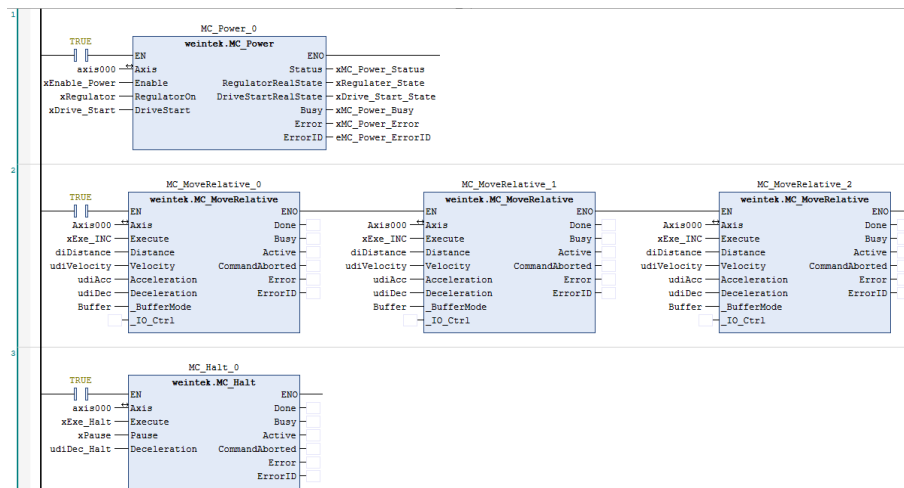 1
MC_Power_0
TRUE
weintek.MC_Power
EN ENO
axis000 Axis Status xMC_Power_Status
xEnable_Power Enable RegulatorRealState xRegulater_State
xRegulator RegulatorOn DriveStartRealState xDrive_Start_State
xDrive_Start DriveStart Busy xMC_Power_Busy
Error xMC_Power_Error
ErrorID eMC_Power_ErrorID
2
MC_MoveRelative_0 MC_MoveRelative_1 MC_MoveRelative_2
TRUE
weintek.MC_MoveRelative weintek.MC_MoveRelative weintek.MC_MoveRelative
EN ENO EN ENO EN ENO
Axis000 Axis Done Axis000 Axis Done Axis000 Axis Done
xExe_INC Execute Busy xExe_INC Execute Busy xExe_INC Execute Busy
diDistance Distance Active diDistance Distance Active diDistance Distance Active
udiVelocity Velocity CommandAborted udiVelocity Velocity CommandAborted udiVelocity Velocity CommandAborted
udiAcc Acceleration Error udiAcc Acceleration Error udiAcc Acceleration Error
udiDec Deceleration ErrorID udiDec Deceleration ErrorID udiDec Deceleration ErrorID
Buffer _BufferMode Buffer _BufferMode Buffer _BufferMode
_IO_Ctrl _IO_Ctrl _IO_Ctrl
3
MC_Halt_0
TRUE
weintek.MC_Halt
EN ENO
axis000 Axis Done
xExe_Halt Execute Busy
xPause Pause Active
udiDec_Halt Deceleration CommandAborted
Error
ErrorID